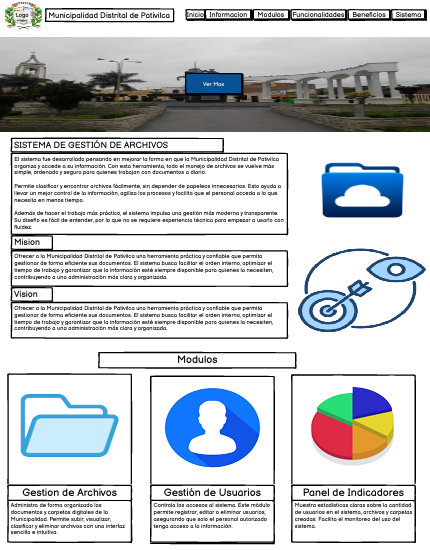 Logo
Municipalidad Distrital de Pativilca
Inicio Informacion Modulos Funcionalidades Beneficios Sistema
Ver Mas
SISTEMA DE GESTIÓN DE ARCHIVOS
El sistema fue desarrollado pensando en mejorar la forma en que la Municipalidad Distrital de Pativilca
organiza y accede a su información. Con esta herramienta, todo el manejo de archivos se vuelve más
simple, ordenado y seguro para quienes trabajan con documentos a diario.
Permite clasificar y encontrar archivos fácilmente, sin depender de papeleos innecesarios. Esto ayuda a
llevar un mejor control de la información, agiliza los procesos y facilita que el personal acceda a lo que
necesita en menos tiempo.
Además de hacer el trabajo más práctico, el sistema impulsa una gestión más moderna y transparente.
Su diseño es fácil de entender, por lo que no se requiere experiencia técnica para empezar a usarlo con
fluidez.
Mision
Ofrecer a la Municipalidad Distrital de Pativilca una herramienta práctica y confiable que permita
gestionar de forma eficiente sus documentos. El sistema busca facilitar el orden interno, optimizar el
tiempo de trabajo y garantizar que la información esté siempre disponible para quienes la necesiten,
contribuyendo a una administración más clara y organizada.
Vision
Ofrecer a la Municipalidad Distrital de Pativilca una herramienta práctica y confiable que permita
gestionar de forma eficiente sus documentos. El sistema busca facilitar el orden interno, optimizar el
tiempo de trabajo y garantizar que la información esté siempre disponible para quienes la necesiten,
contribuyendo a una administración más clara y organizada.
Modulos
Gestion de Archivos
Administra de forma organizada los
documentos y carpetas digitales de la
Municipalidad. Permite subir, visualizar,
clasificar y eliminar archivos con una interfaz
sencilla e intuitiva.
Gestión de Usuarios
Controla los accesos al sistema. Este módulo
permite registrar, editar o eliminar usuarios,
asegurando que solo el personal autorizado
tenga acceso a la información.
Panel de Indicadores
Muestra estadísticas claras sobre la cantidad
de usuarios en el sistema, archivos y carpetas
creadas. Facilita el monitoreo del uso del
sistema.